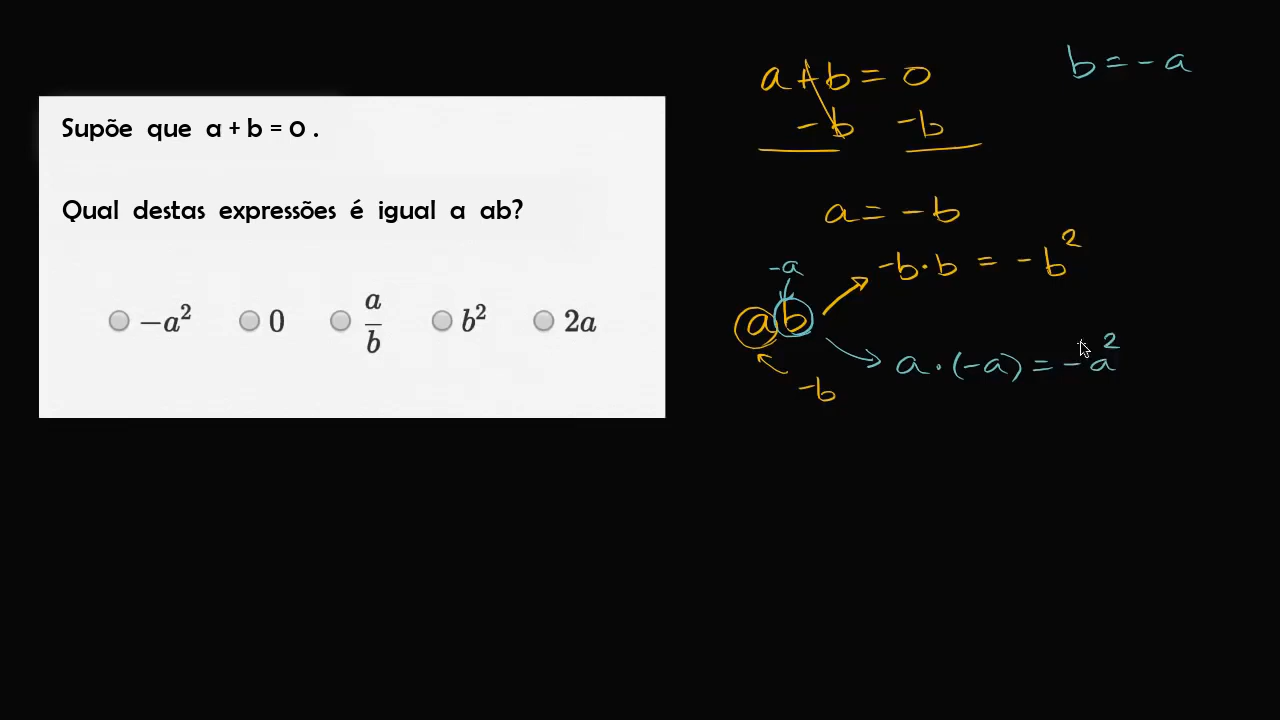 Supõe que a + b = 0 .
Qual destas expressões é igual a ab?
−a² 0 a/b b² 2a
a + b = 0
- b -b
b = - a
a = - b
-b · b = - b²
-a
ab
-b
a · (-a) = - a²